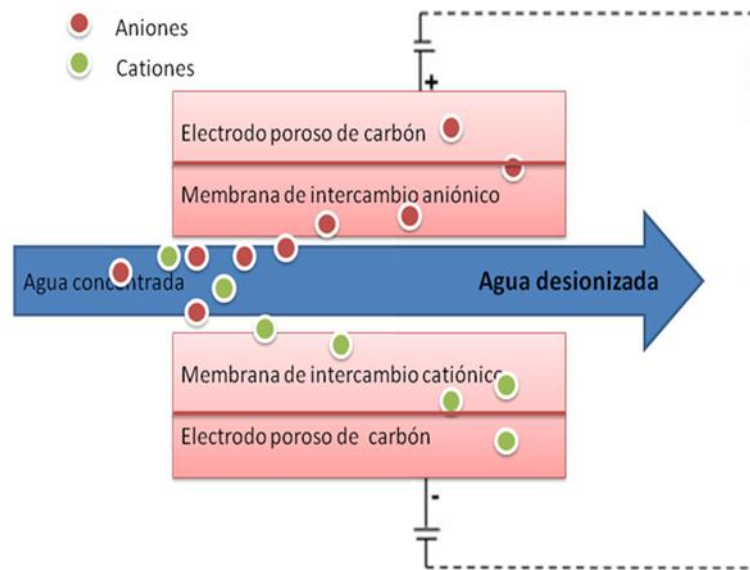 Aniones
Cationes
+
Electrodo poroso de carbón
Membrana de intercambio aniónico
Agua concentrada
Agua desionizada
Membrana de intercambio catiónico
Electrodo poroso de carbón
-